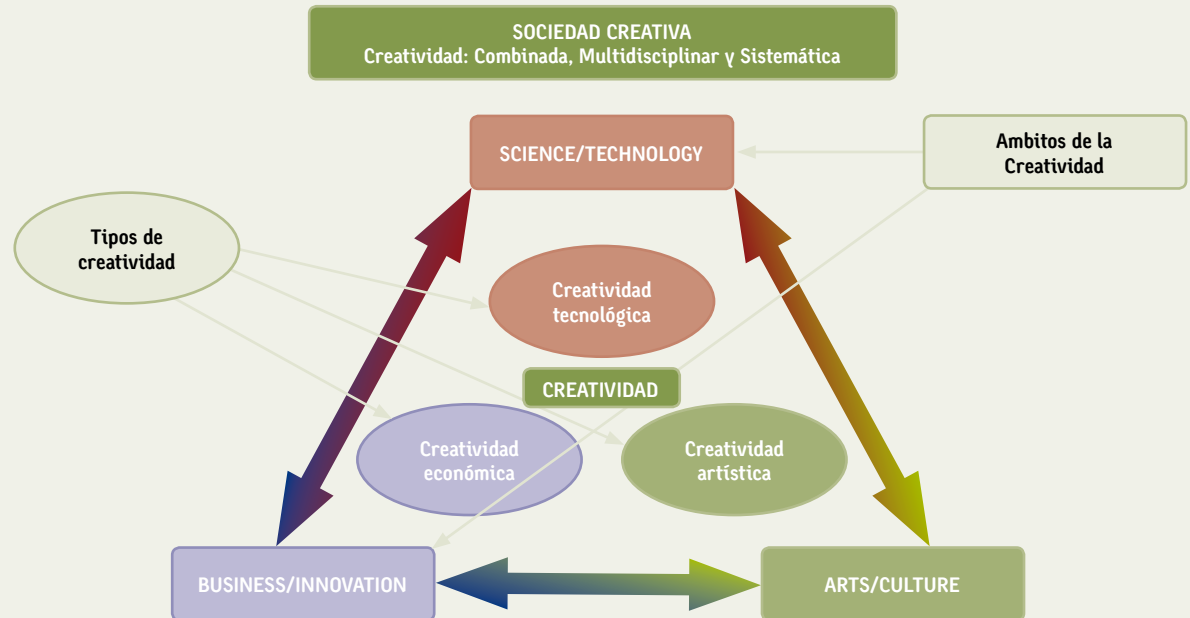 SOCIEDAD CREATIVA
Creatividad: Combinada, Multidisciplinar y Sistemática
SCIENCE/TECHNOLOGY
Ambitos de la
Creatividad
Tipos de
creatividad
Creatividad
tecnológica
CREATIVIDAD
Creatividad
económica
Creatividad
artística
BUSINESS/INNOVATION
ARTS/CULTURE